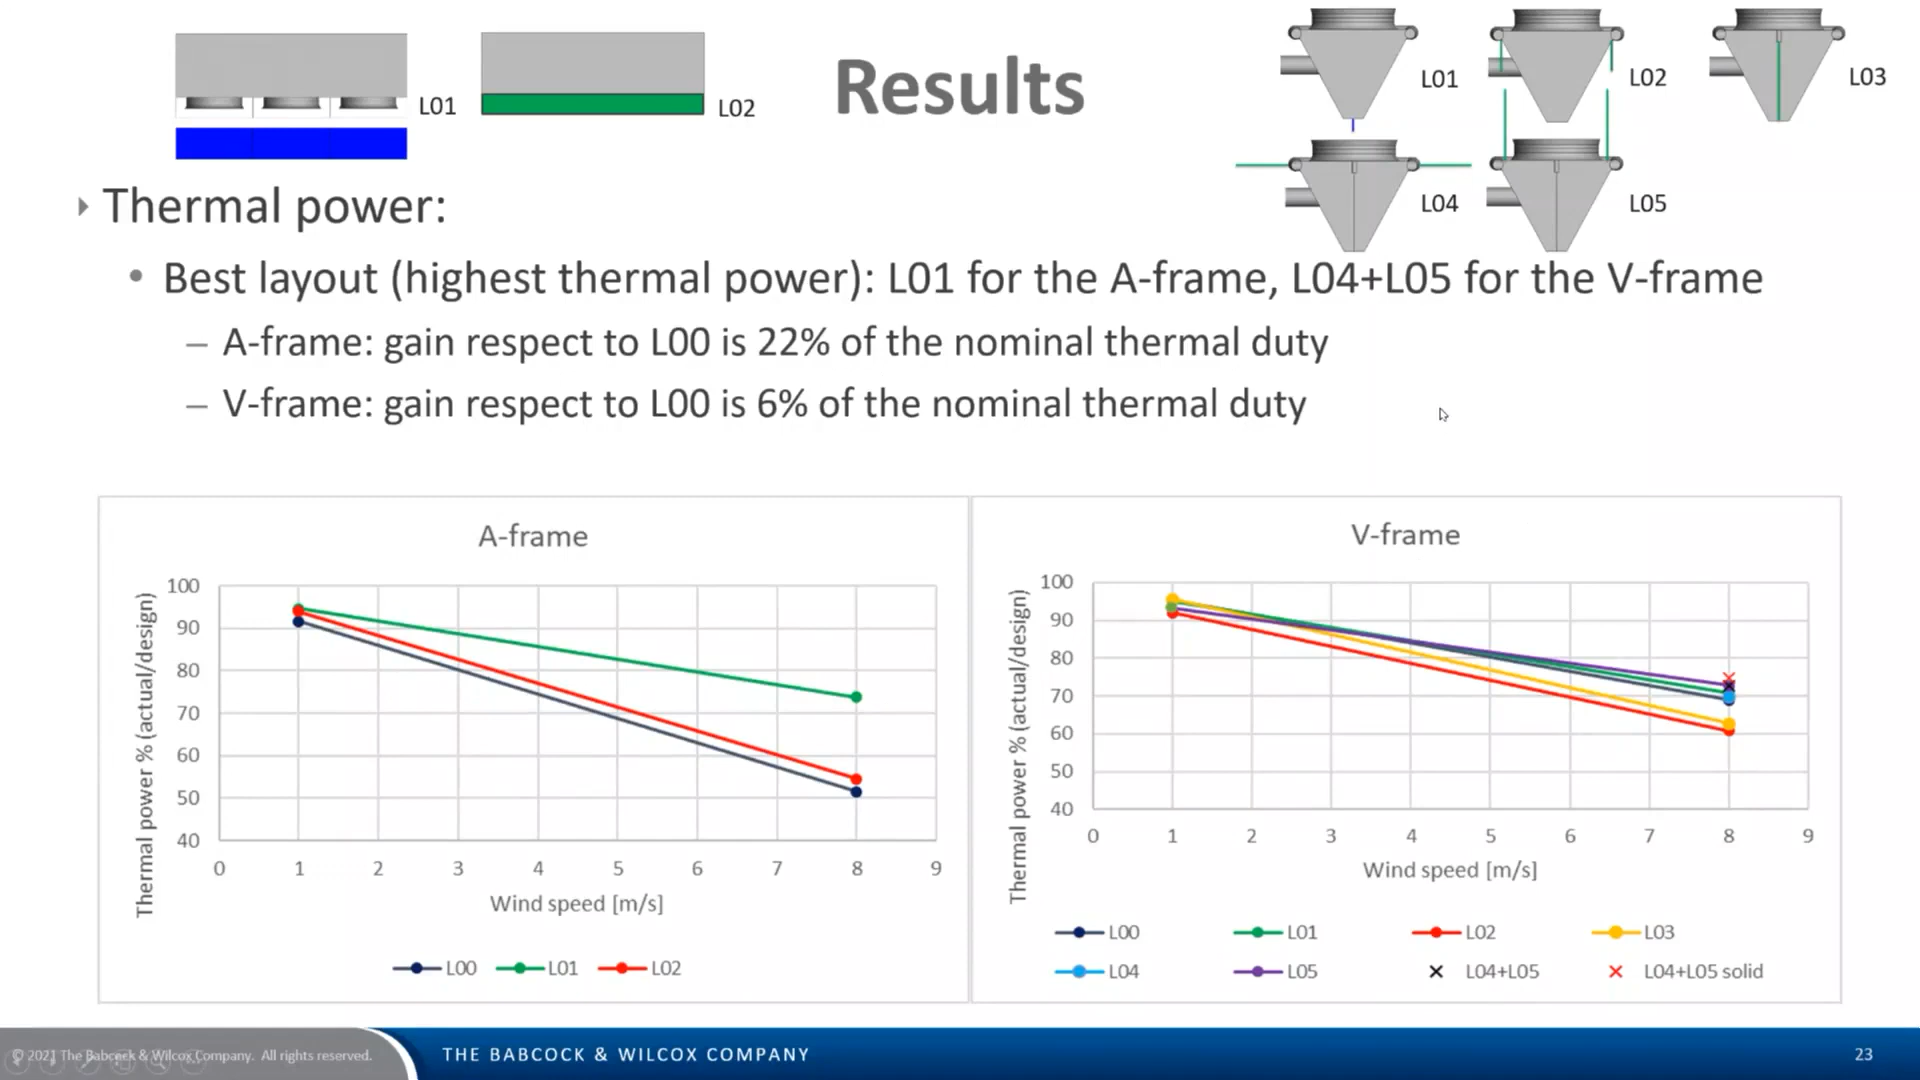 L01
L02
Results
L01
L02
L03
L04
L05
Thermal power:
• Best layout (highest thermal power): L01 for the A-frame, L04+L05 for the V-frame
– A-frame: gain respect to L00 is 22% of the nominal thermal duty
– V-frame: gain respect to L00 is 6% of the nominal thermal duty
A-frame
Thermal power % (actual/design)
100
90
80
70
60
50
40
0 1 2 3 4 5 6 7 8 9
Wind speed [m/s]
L00 L01 L02
V-frame
Thermal power % (actual/design)
100
90
80
70
60
50
40
0 1 2 3 4 5 6 7 8 9
Wind speed [m/s]
L00 L01 L02 L03
L04 L05 L04+L05 L04+L05 solid
© 2021 The Babcock & Wilcox Company. All rights reserved.
THE BABCOCK & WILCOX COMPANY
23